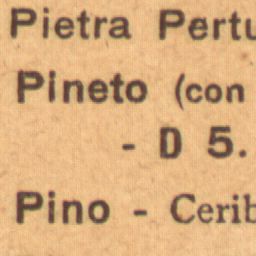 Pietra Pertu
Pineto (con
- D 5.
Pino - Cerib